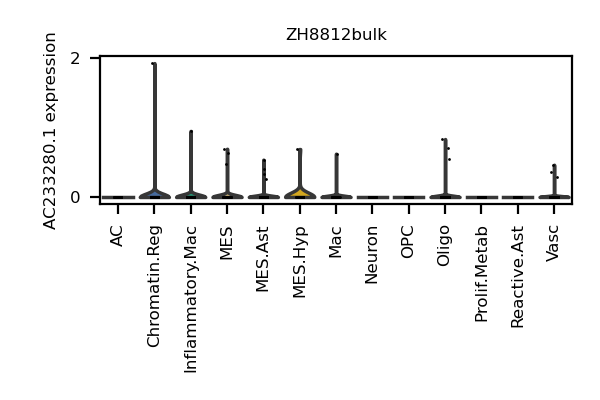 ZH8812bulk
AC233280.1 expression
2
0
AC
Chromatin.Reg
Inflammatory.Mac
MES
MES.Ast
MES.Hyp
Mac
Neuron
OPC
Oligo
Prolif.Metab
Reactive.Ast
Vasc